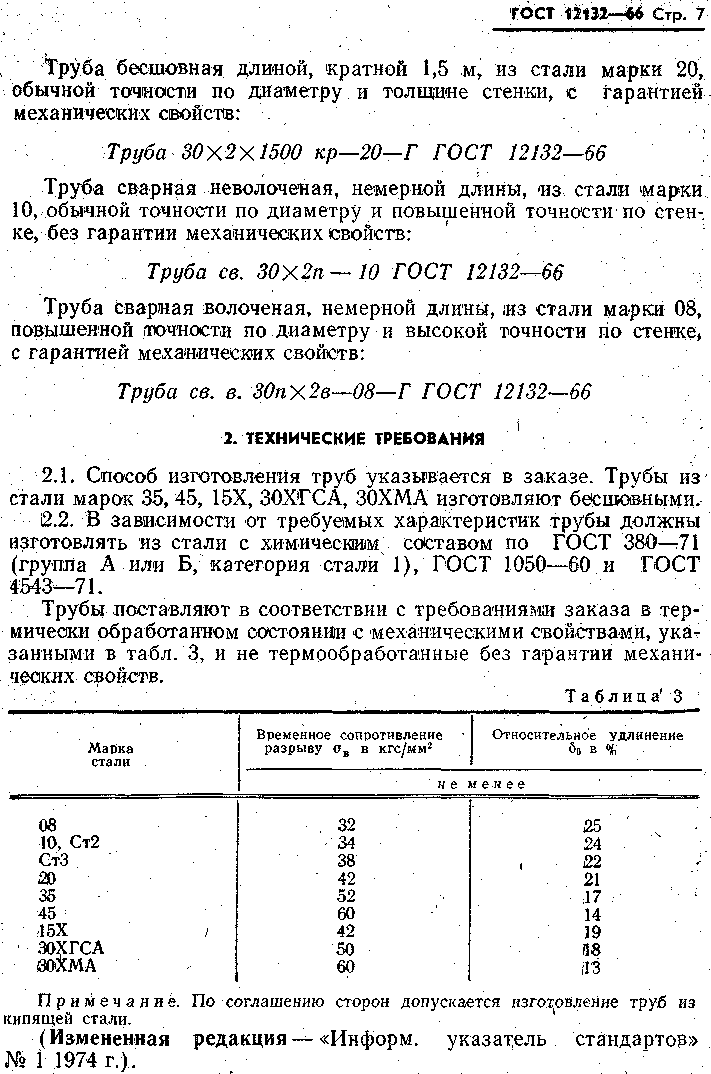 ГОСТ 12132—66 Стр. 7
Труба бесшовная длиной, кратной 1,5 м, из стали марки 20,
обычной точности по диаметру и толщине стенки, с гарантией
механических свойств:
Труба 30×2×1500 кр—20—Г ГОСТ 12132—66
Труба сварная неволоченая, немерной длины, из стали марки
10, обычной точности по диаметру и повышенной точности по стен-
ке, без гарантии механических свойств:
Труба св. 30×2п — 10 ГОСТ 12132—66
Труба сварная волоченая, немерной длины, из стали марки 08,
повышенной точности по диаметру и высокой точности по стенке,
с гарантией механических свойств:
Труба св. в. 30п×2в—08—Г ГОСТ 12132—66
2. ТЕХНИЧЕСКИЕ ТРЕБОВАНИЯ
2.1. Способ изготовления труб указывается в заказе. Трубы из
стали марок 35, 45, 15Х, 30ХГСА, 30ХМА изготовляют бесшовными.
2.2. В зависимости от требуемых характеристик трубы должны
изготовлять из стали с химическим составом по ГОСТ 380—71
(группа А или Б, категория стали 1), ГОСТ 1050—60 и ГОСТ
4543—71.
Трубы поставляют в соответствии с требованиями заказа в тер-
мически обработанном состоянии с механическими свойствами, ука-
занными в табл. 3, и не термообработанные без гарантии механи-
ческих свойств.
Таблица 3
Марка
стали
Временное сопротивление
разрыву σв в кгс/мм²
Относительное удлинение
δ₅ в %
не менее
08 32 25
10, Ст2 34 24
Ст3 38 22
20 42 21
35 52 17
45 60 14
15Х 42 19
30ХГСА 50 18
30ХМА 60 13
Примечание. По соглашению сторон допускается изготовление труб из
кипящей стали.
(Измененная редакция — «Информ. указатель стандартов»
№ 1 1974 г.).